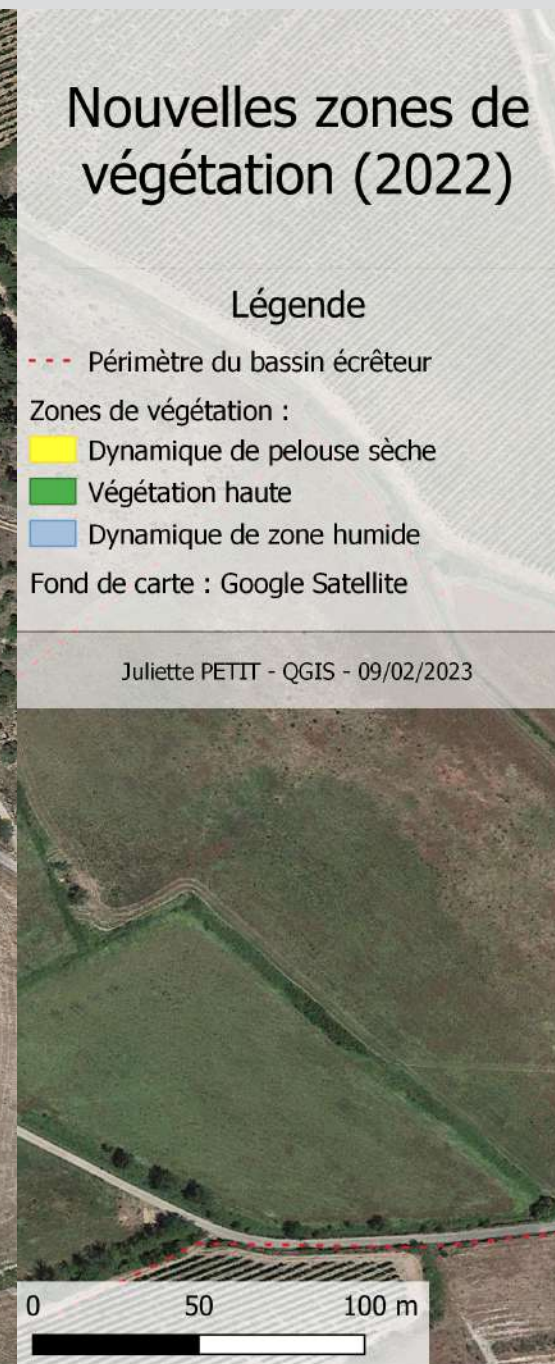 Nouvelles zones de
végétation (2022)
Légende
Périmètre du bassin écrêteur
Zones de végétation :
Dynamique de pelouse sèche
Végétation haute
Dynamique de zone humide
Fond de carte : Google Satellite
Juliette PETIT - QGIS - 09/02/2023
0 50 100 m